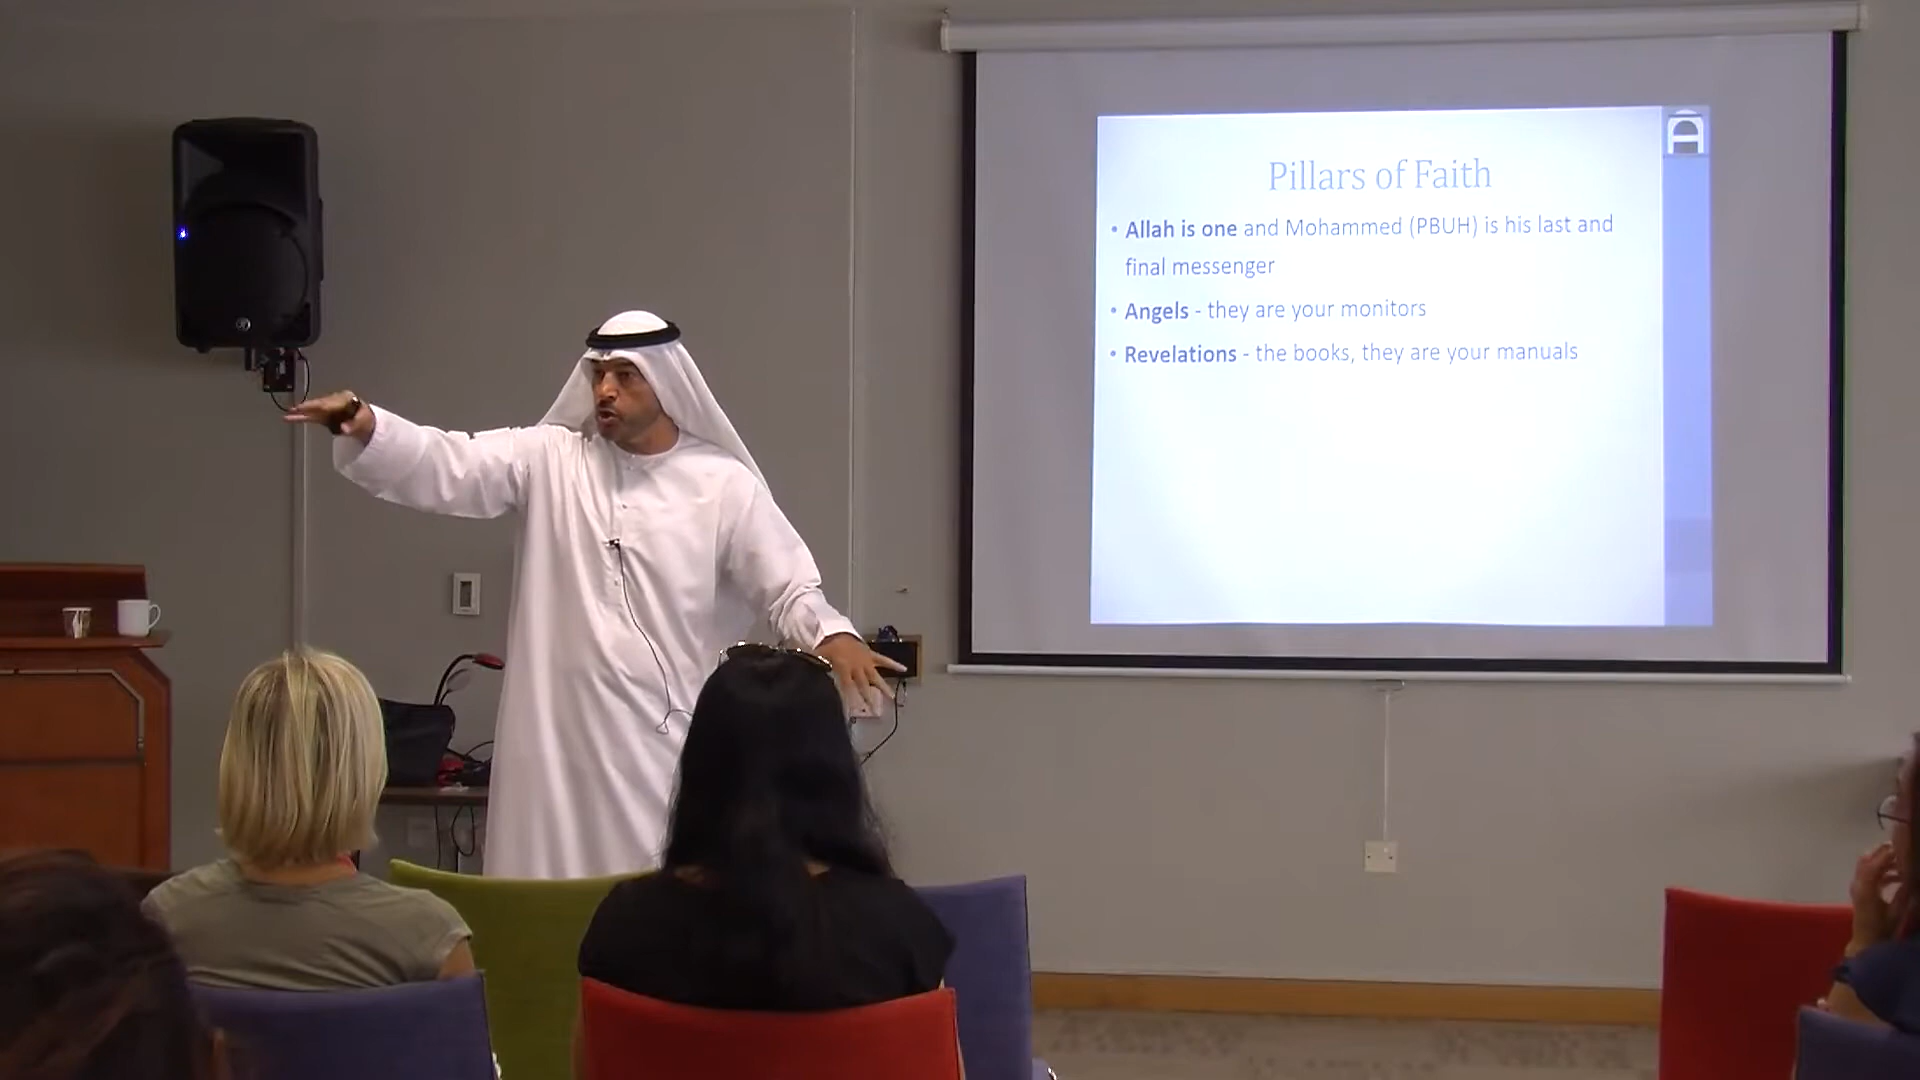 Pillars of Faith
• Allah is one and Mohammed (PBUH) is his last and
final messenger
• Angels - they are your monitors
• Revelations - the books, they are your manuals